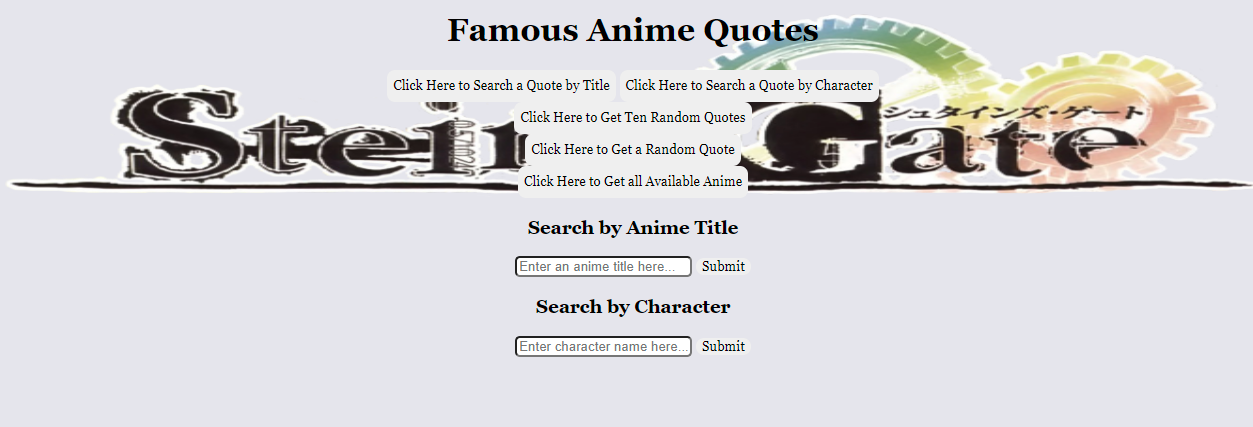 Famous Anime Quotes
Click Here to Search a Quote by Title Click Here to Search a Quote by Character
Click Here to Get Ten Random Quotes
Click Here to Get a Random Quote
Click Here to Get all Available Anime
シュタインズ・ゲート
Stein Gate
Search by Anime Title
Enter an anime title here... Submit
Search by Character
Enter character name here... Submit